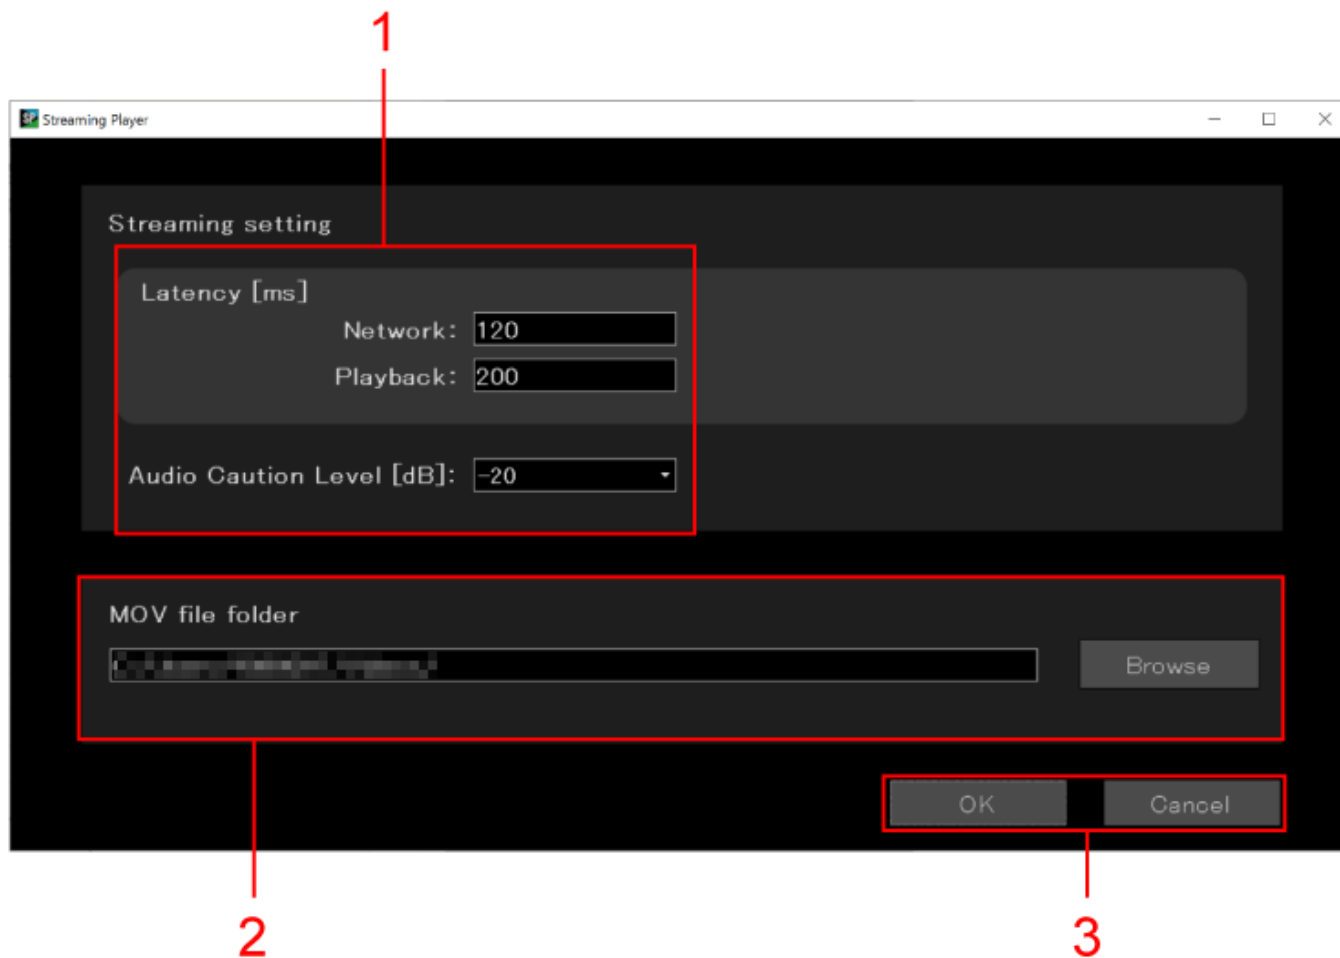 1
SP Streaming Player
Streaming setting
Latency [ms]
Network: 120
Playback: 200
Audio Caution Level [dB]: -20
MOV file folder
Browse
OK Cancel
2 3